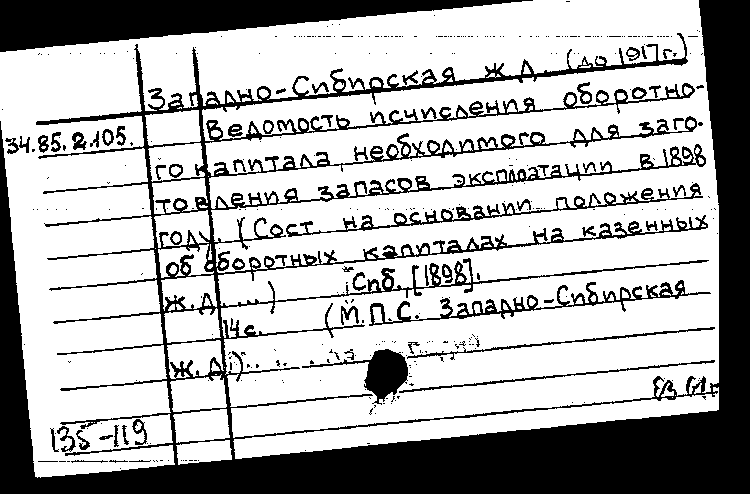 Западно-Сибирская ж.д. (до 1917г.)
34.85.2.105.
Ведомость исчисления оборотно-
го капитала, необходимого для заго-
товления запасов эксплоатации в 1898
году. (Сост. на основании положения
об оборотных капиталах на казенных
ж.д. ...) Спб., [1898].
14 с. (М.П.С. Западно-Сибирская
ж.д.)
135-119